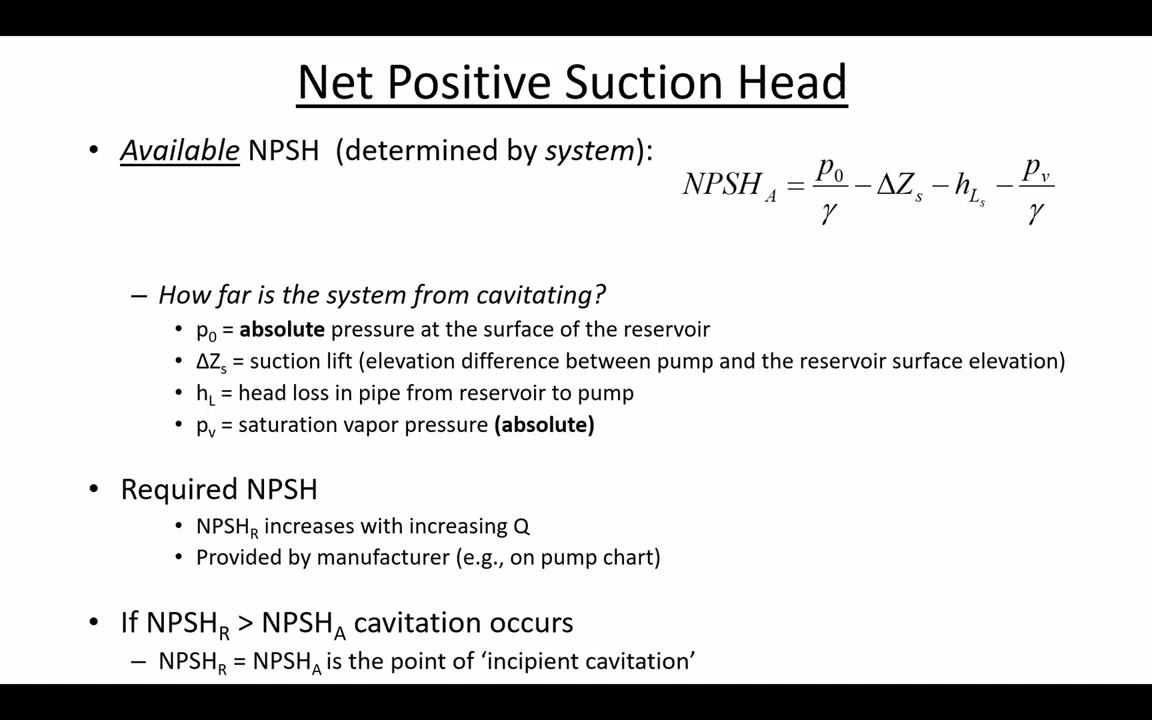 Net Positive Suction Head
• Available NPSH (determined by system):
NPSH_A = p₀/γ − ΔZ_s − h_{L_s} − p_v/γ
– How far is the system from cavitating?
• p₀ = absolute pressure at the surface of the reservoir
• ΔZ_s = suction lift (elevation difference between pump and the reservoir surface elevation)
• h_L = head loss in pipe from reservoir to pump
• p_v = saturation vapor pressure (absolute)
• Required NPSH
• NPSH_R increases with increasing Q
• Provided by manufacturer (e.g., on pump chart)
• If NPSH_R > NPSH_A cavitation occurs
– NPSH_R = NPSH_A is the point of ‘incipient cavitation’